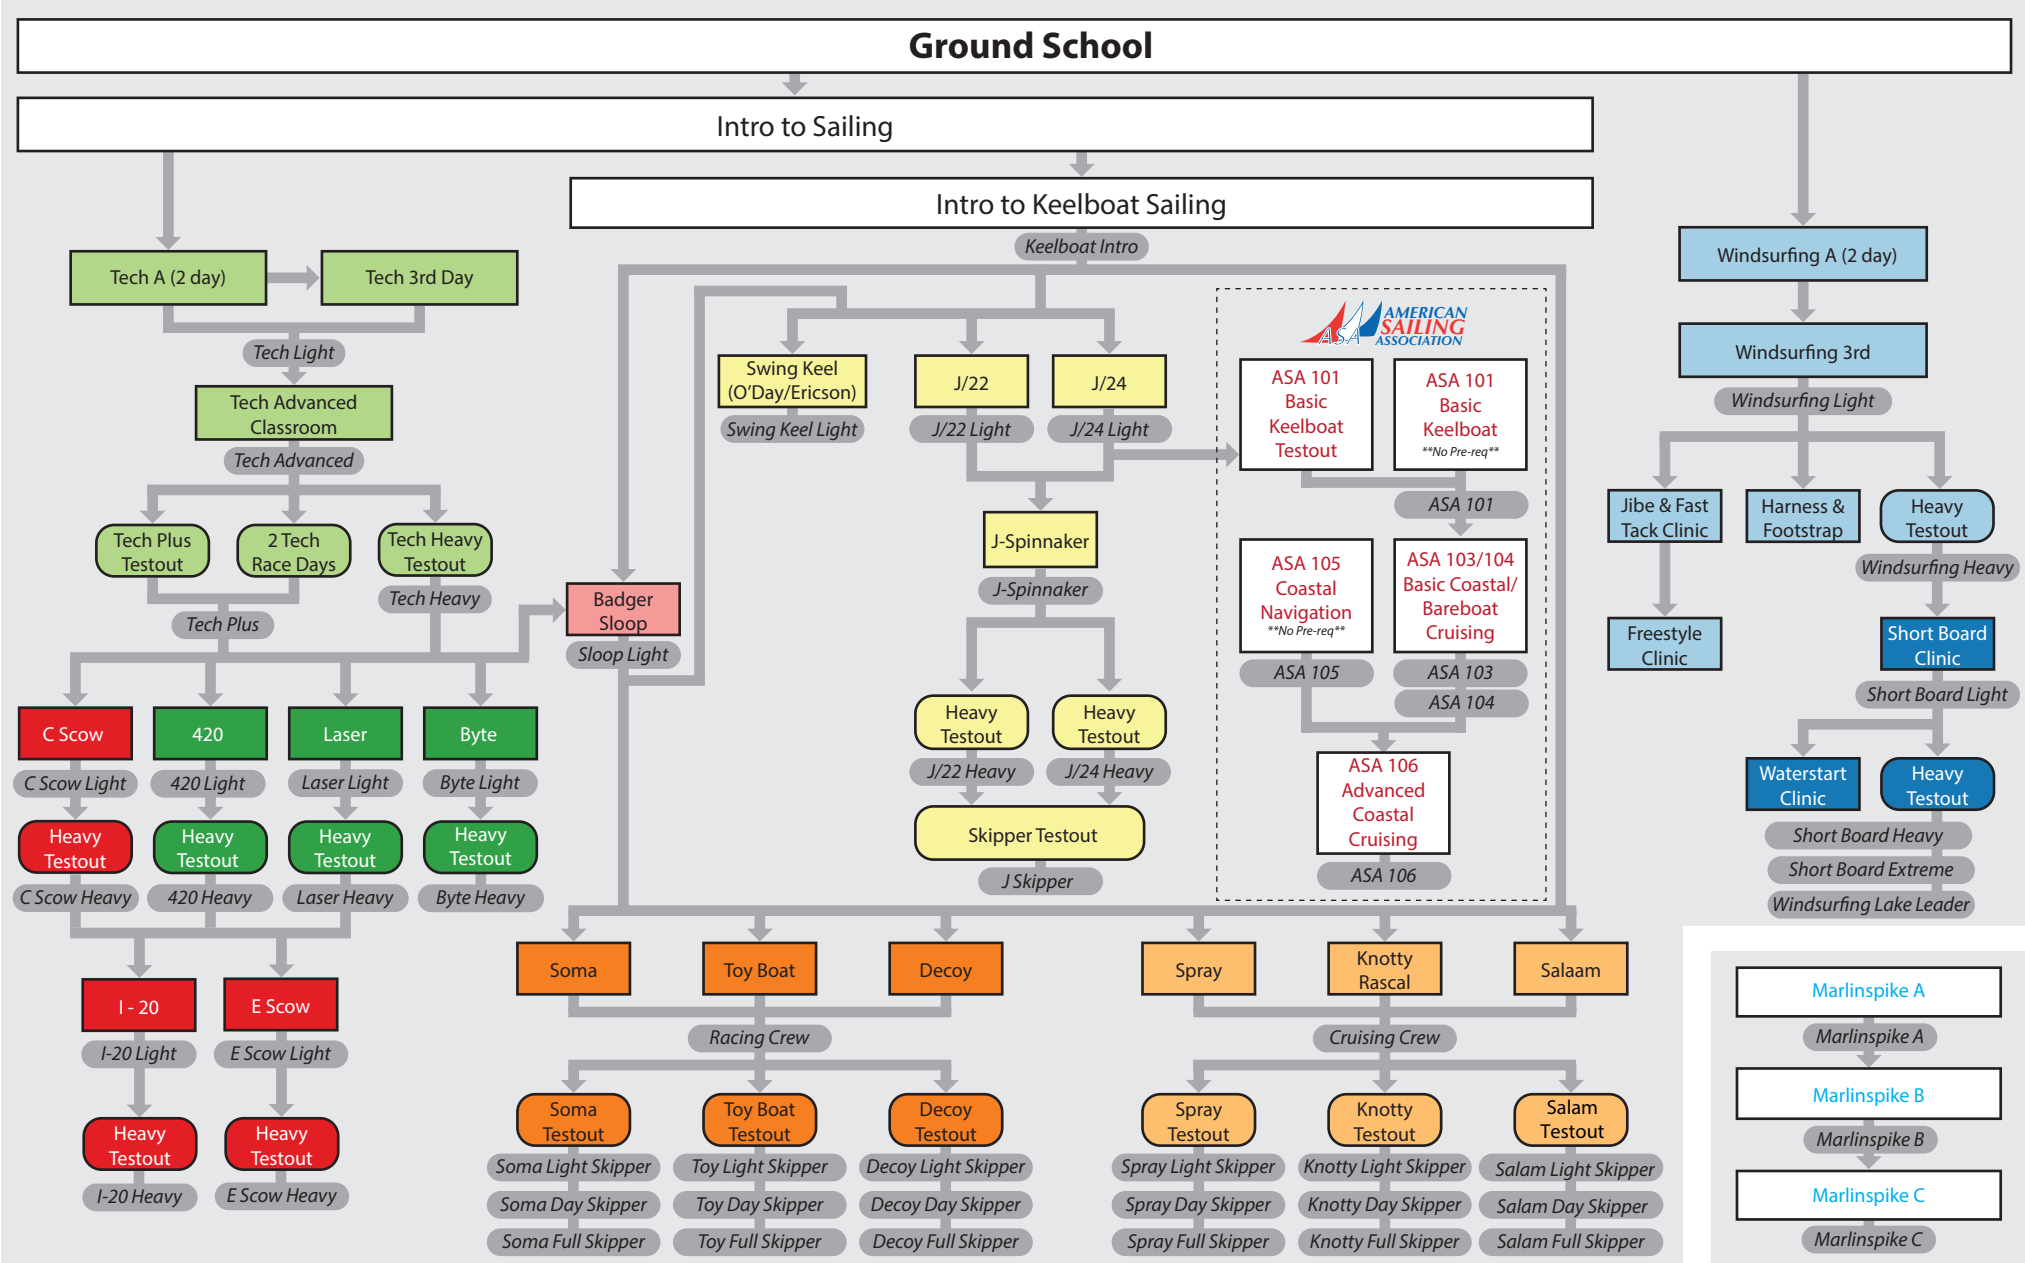 Ground School
Intro to Sailing
Intro to Keelboat Sailing
Keelboat Intro
Tech A (2 day)
Tech 3rd Day
Tech Light
Tech Advanced
Classroom
Tech Advanced
Tech Plus
Testout
2 Tech
Race Days
Tech Heavy
Testout
Tech Heavy
Tech Plus
C Scow
420
Laser
Byte
C Scow Light
420 Light
Laser Light
Byte Light
Heavy
Testout
Heavy
Testout
Heavy
Testout
Heavy
Testout
C Scow Heavy
420 Heavy
Laser Heavy
Byte Heavy
I - 20
E Scow
I-20 Light
E Scow Light
Heavy
Testout
Heavy
Testout
I-20 Heavy
E Scow Heavy
Badger
Sloop
Sloop Light
Swing Keel
(O'Day/Ericson)
Swing Keel Light
J/22
J/22 Light
J/24
J/24 Light
J-Spinnaker
J-Spinnaker
Heavy
Testout
Heavy
Testout
J/22 Heavy
J/24 Heavy
Skipper Testout
J Skipper
ASA
AMERICAN
SAILING
ASSOCIATION
ASA 101
Basic
Keelboat
Testout
ASA 101
Basic
Keelboat
**No Pre-req**
ASA 101
ASA 105
Coastal
Navigation
**No Pre-req**
ASA 105
ASA 103/104
Basic Coastal/
Bareboat
Cruising
ASA 103
ASA 104
ASA 106
Advanced
Coastal
Cruising
ASA 106
Soma
Toy Boat
Decoy
Racing Crew
Soma
Testout
Toy Boat
Testout
Decoy
Testout
Soma Light Skipper
Toy Light Skipper
Decoy Light Skipper
Soma Day Skipper
Toy Day Skipper
Decoy Day Skipper
Soma Full Skipper
Toy Full Skipper
Decoy Full Skipper
Spray
Knotty
Rascal
Salaam
Cruising Crew
Spray
Testout
Knotty
Testout
Salam
Testout
Spray Light Skipper
Knotty Light Skipper
Salam Light Skipper
Spray Day Skipper
Knotty Day Skipper
Salam Day Skipper
Spray Full Skipper
Knotty Full Skipper
Salam Full Skipper
Windsurfing A (2 day)
Windsurfing 3rd
Windsurfing Light
Jibe & Fast
Tack Clinic
Harness &
Footstrap
Heavy
Testout
Windsurfing Heavy
Freestyle
Clinic
Short Board
Clinic
Short Board Light
Waterstart
Clinic
Heavy
Testout
Short Board Heavy
Short Board Extreme
Windsurfing Lake Leader
Marlinspike A
Marlinspike A
Marlinspike B
Marlinspike B
Marlinspike C
Marlinspike C